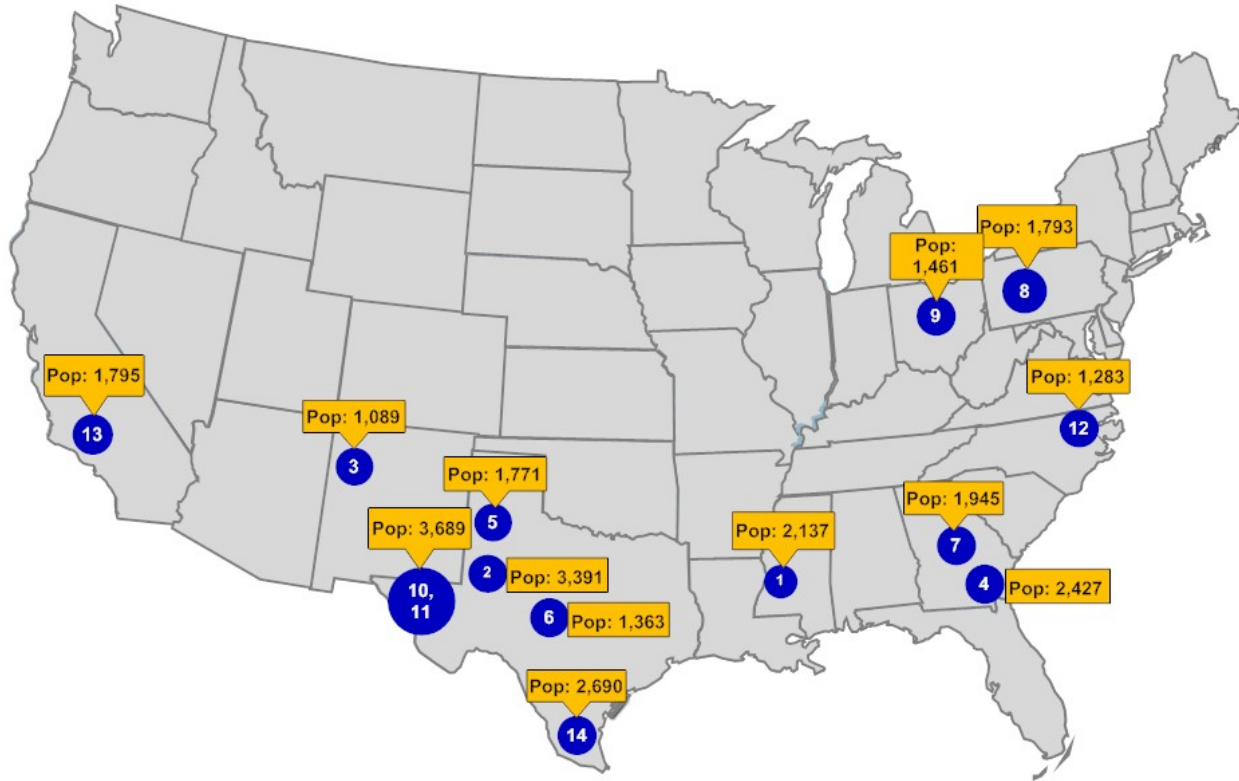 Pop: 1,793
8
Pop:
1,461
9
Pop: 1,795
13
Pop: 1,283
12
Pop: 1,089
3
Pop: 1,771
5
Pop: 1,945
7
Pop: 3,689
10,
11
2
Pop: 3,391
Pop: 2,137
1
4
Pop: 2,427
6
Pop: 1,363
Pop: 2,690
14